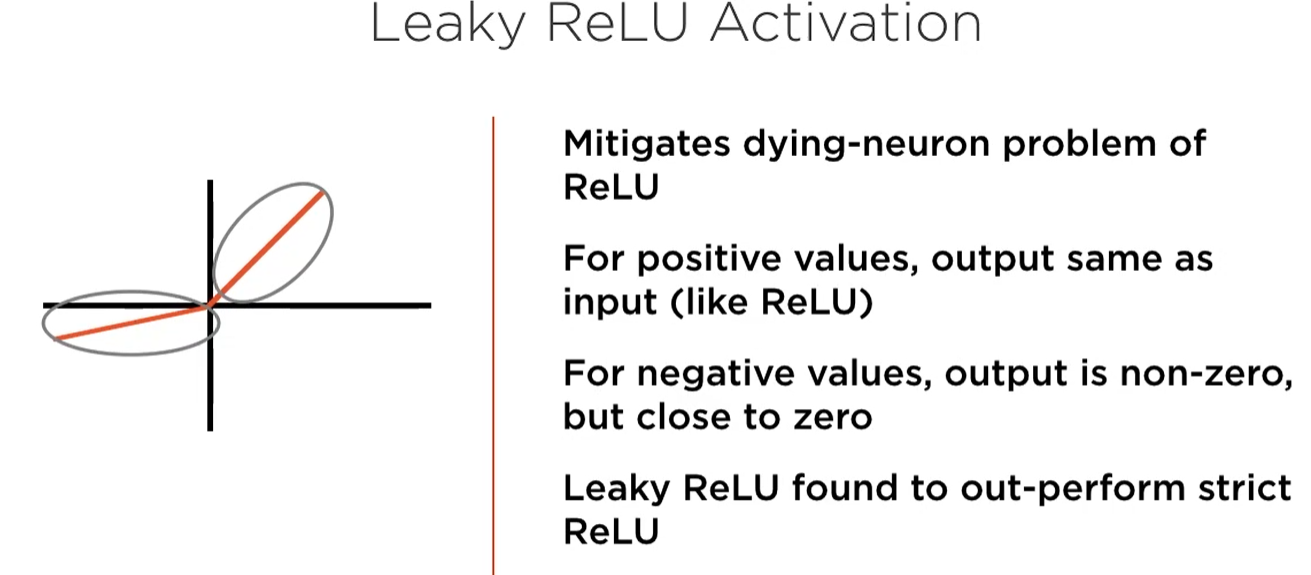 Leaky ReLU Activation
Mitigates dying-neuron problem of
ReLU
For positive values, output same as
input (like ReLU)
For negative values, output is non-zero,
but close to zero
Leaky ReLU found to out-perform strict
ReLU